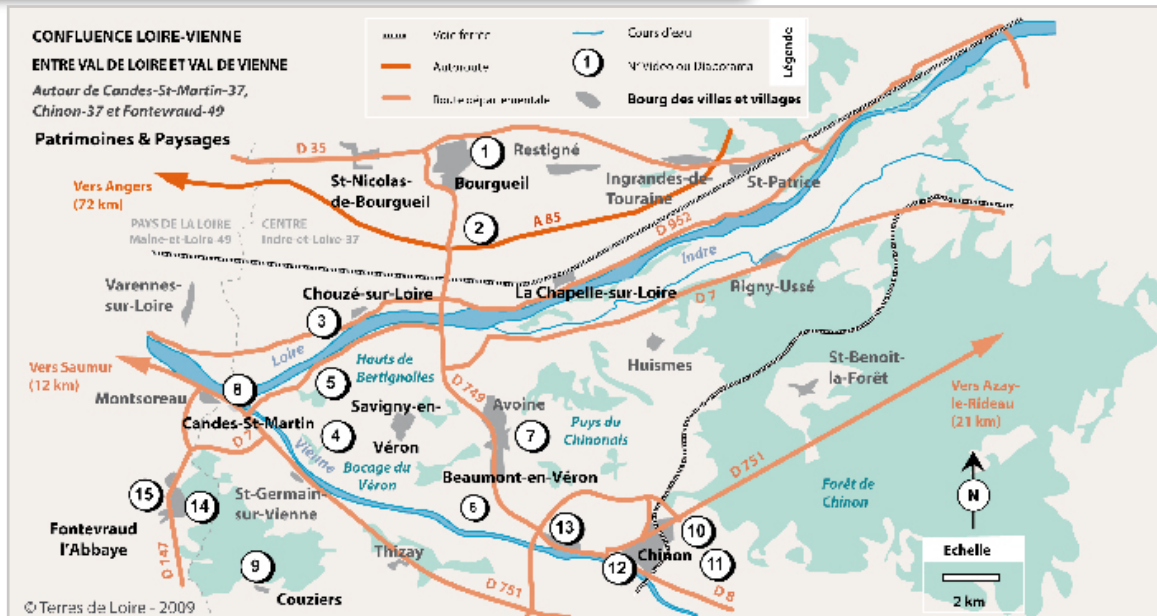 CONFLUENCE LOIRE-VIENNE
ENTRE VAL DE LOIRE ET VAL DE VIENNE
Autour de Candes-St-Martin-37,
Chinon-37 et Fontevraud-49
Patrimoines & Paysages
Voie ferrée
Autoroute
Route départementale
Cours d'eau
1
N° Vidéo ou Diaporama
Bourg des villes et villages
Légende
D 35
1
Restigné
St-Nicolas-
de-Bourgueil
Bourgueil
Ingrandes-de-
Touraine
St-Patrice
Vers Angers
(72 km)
2
A 85
D 952
PAYS DE LA LOIRE
Maine-et-Loire-49
CENTRE
Indre-et-Loire-37
Indre
Varennes-
sur-Loire
Chouzé-sur-Loire
La Chapelle-sur-Loire
Rigny-Ussé
D 7
3
Loire
Huismes
Vers Saumur
(12 km)
Hauts de
Bertignolles
5
8
Montsoreau
Candes-St-Martin
D 7
Savigny-en-
Véron
4
D 749
Avoine
7
Puys du
Chinonais
St-Benoit-
la-Forêt
Vers Azay-
le-Rideau
(21 km)
Vienne
Bocage du
Véron
Beaumont-en-Véron
D 751
Forêt de
Chinon
15
14
St-Germain-
sur-Vienne
6
13
10
N
Fontevraud
l'Abbaye
Thizay
Chinon
12
11
D 147
9
Couziers
D 751
D 8
Echelle
2 km
© Terres de Loire - 2009